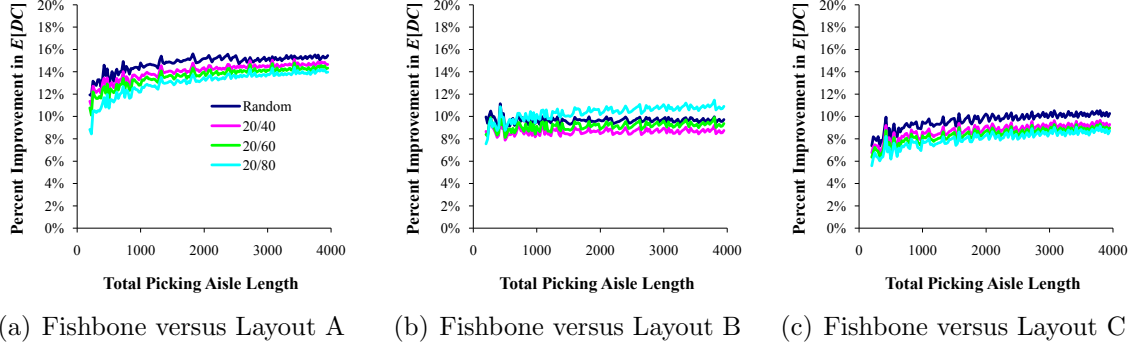 Percent Improvement in E[DC]
20%
18%
16%
14%
12%
10%
8%
6%
4%
2%
0%
Random
20/40
20/60
20/80
0 1000 2000 3000 4000
Total Picking Aisle Length
(a) Fishbone versus Layout A
Percent Improvement in E[DC]
20%
18%
16%
14%
12%
10%
8%
6%
4%
2%
0%
0 1000 2000 3000 4000
Total Picking Aisle Length
(b) Fishbone versus Layout B
Percent Improvement in E[DC]
20%
18%
16%
14%
12%
10%
8%
6%
4%
2%
0%
0 1000 2000 3000 4000
Total Picking Aisle Length
(c) Fishbone versus Layout C